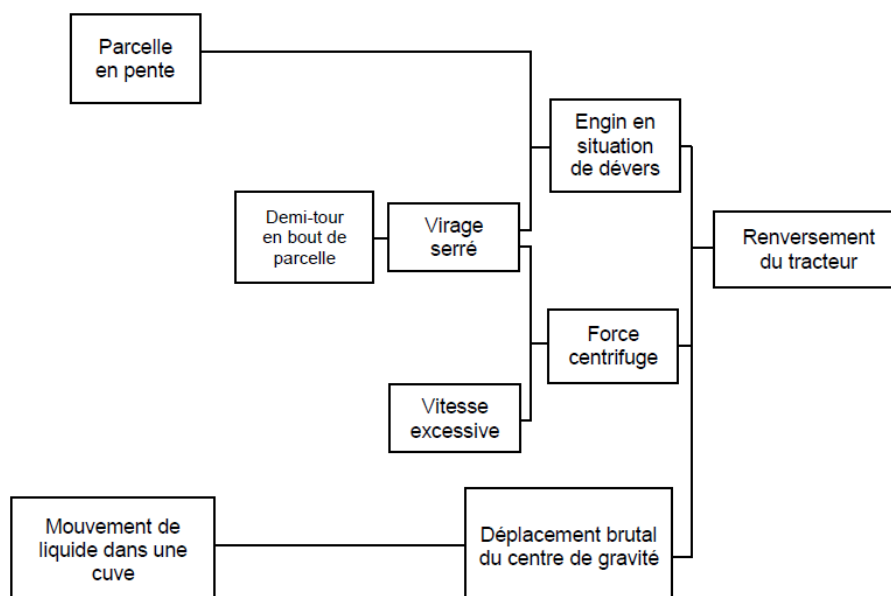 Parcelle
en pente
Engin en
situation
de dévers
Demi-tour
en bout de
parcelle
Virage
serré
Renversement
du tracteur
Force
centrifuge
Vitesse
excessive
Mouvement de
liquide dans une
cuve
Déplacement brutal
du centre de gravité